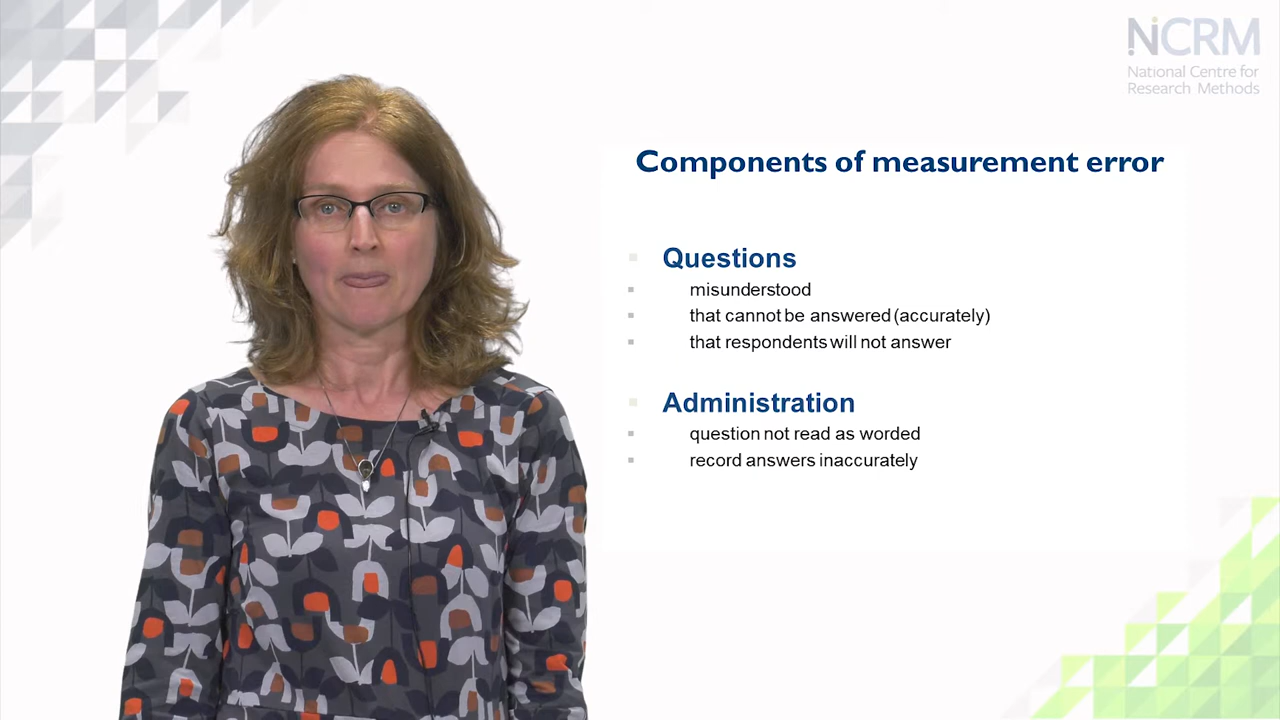 NCRM
National Centre for
Research Methods
Components of measurement error
Questions
misunderstood
that cannot be answered (accurately)
that respondents will not answer
Administration
question not read as worded
record answers inaccurately